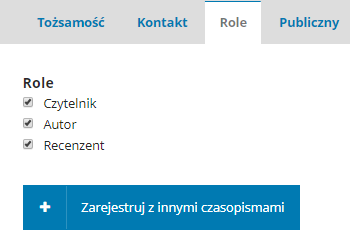 Tożsamość Kontakt Role Publiczny
Role
Czytelnik
Autor
Recenzent
Zarejestruj z innymi czasopismami